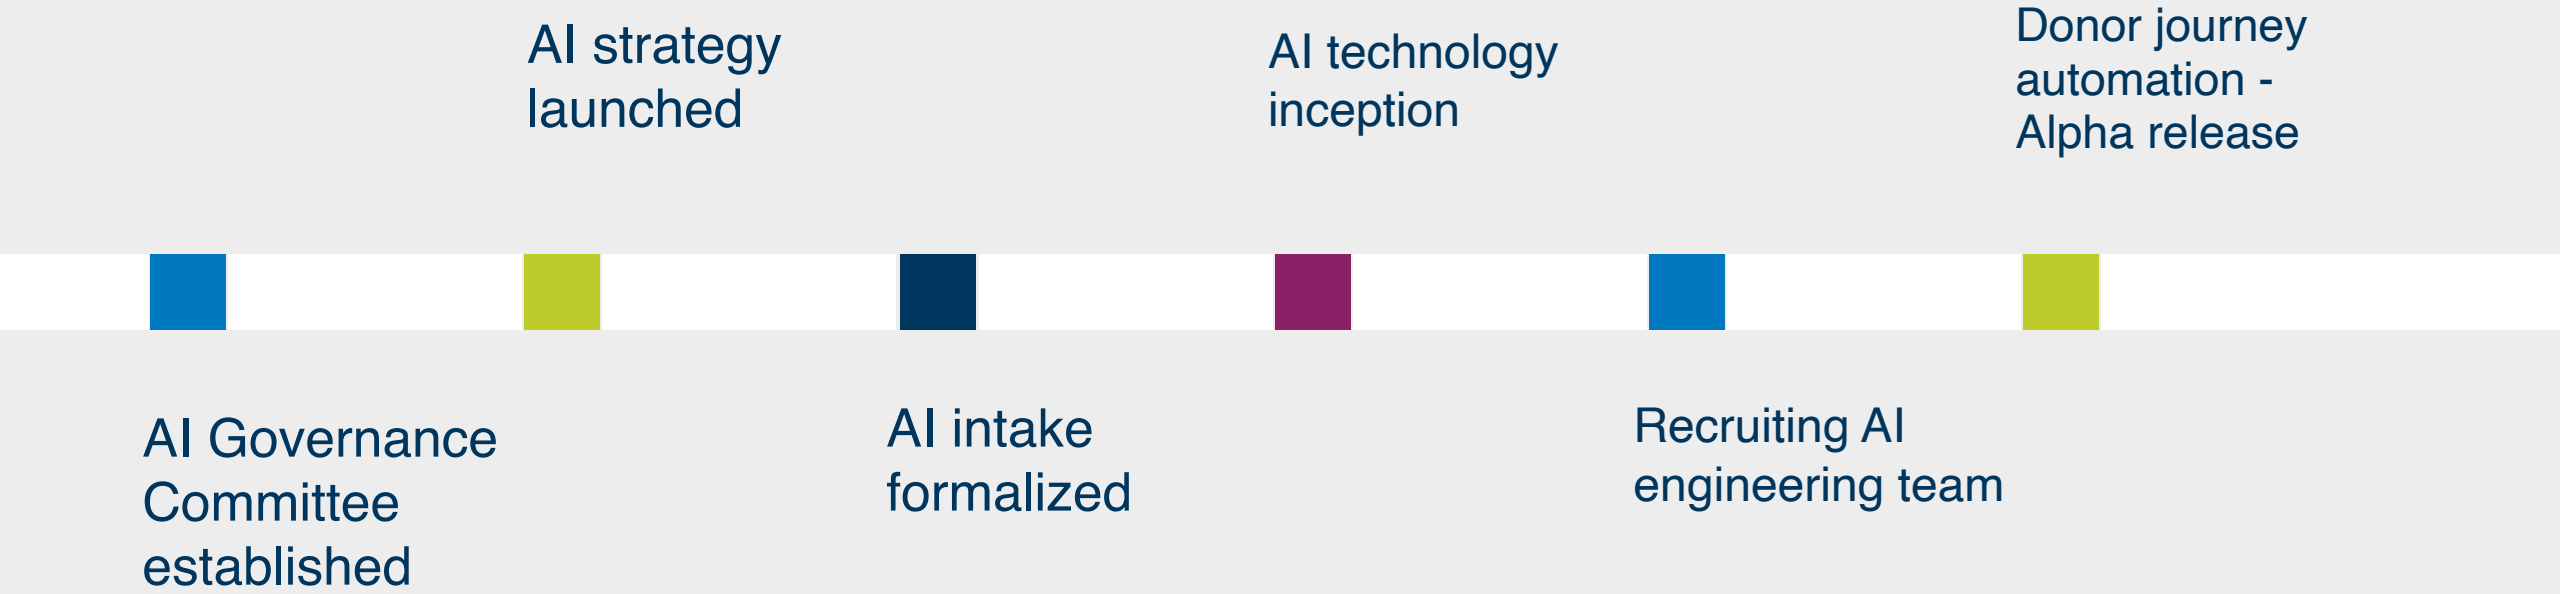 AI strategy
launched
AI technology
inception
Donor journey
automation -
Alpha release
AI Governance
Committee
established
AI intake
formalized
Recruiting AI
engineering team